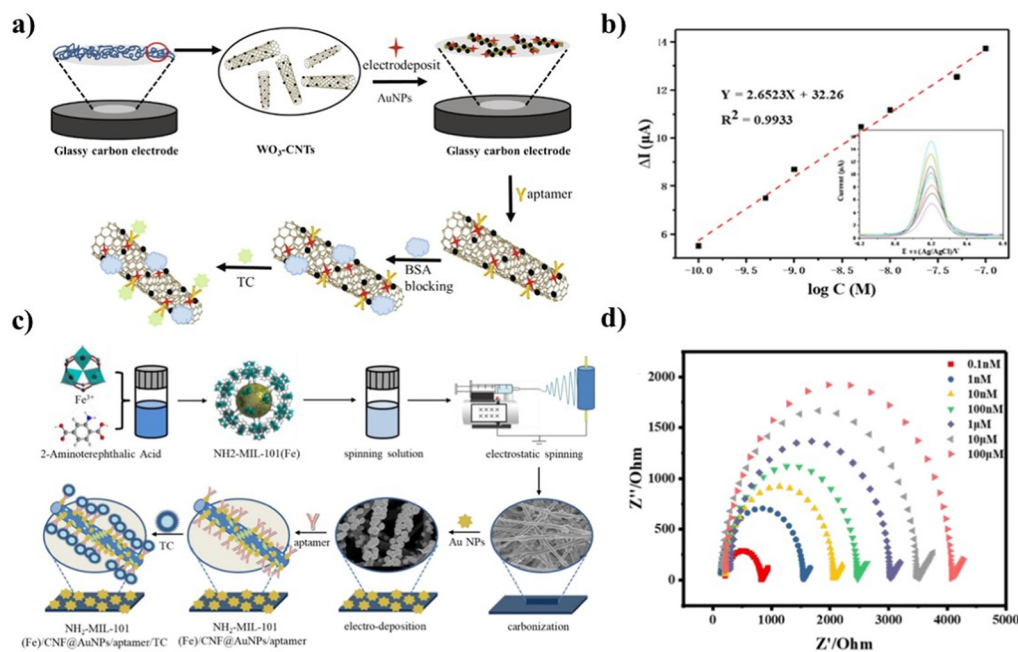 a)
electrodeposit
AuNPs
Glassy carbon electrode
WO₃-CNTs
Glassy carbon electrode
aptamer
BSA
blocking
TC
b)
14
12
10
8
6
ΔI (μA)
Y = 2.6523X + 32.26
R² = 0.9933
−10.0
−9.5
−9.0
−8.5
−8.0
−7.5
−7.0
log C (M)
Current (μA)
E vs (Ag/AgCl)/V
c)
Fe³⁺
2-Aminoterephthalic Acid
NH2-MIL-101(Fe)
spinning solution
electrostatic spinning
TC
aptamer
Au NPs
NH₂-MIL-101
(Fe)/CNF@AuNPs/aptamer/TC
NH₂-MIL-101
(Fe)/CNF@AuNPs/aptamer
electro-deposition
carbonization
d)
2000
1500
1000
500
0
Z''/Ohm
0.1nM
1nM
10nM
100nM
1μM
10μM
100μM
0
1000
2000
3000
4000
5000
Z'/Ohm